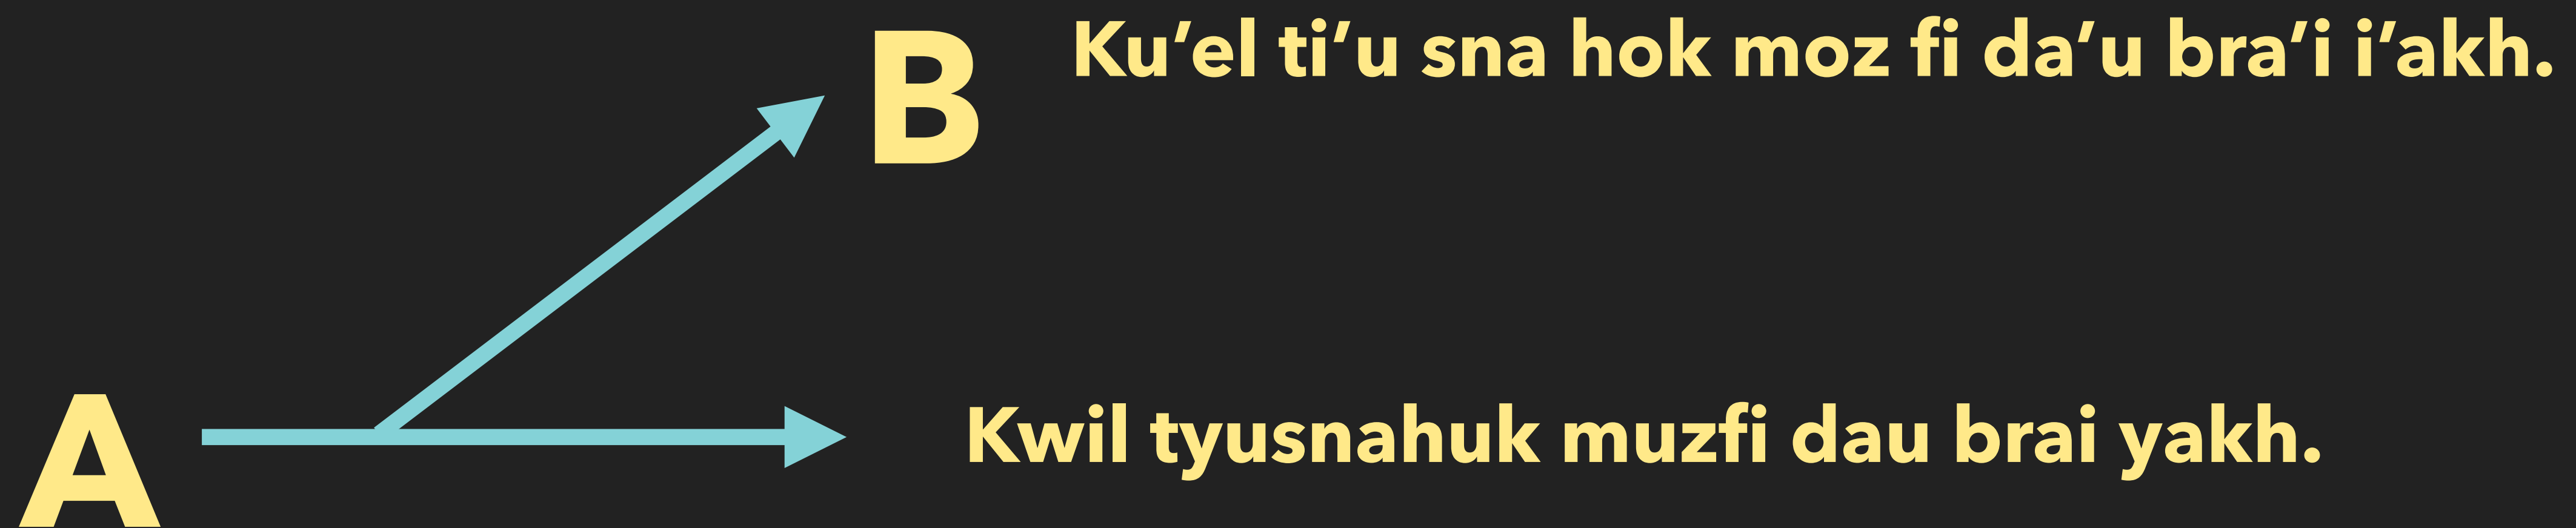 B
Ku’el ti’u sna hok moz fi da’u bra’i i’akh.
A
Kwil tyusnahuk muzfi dau brai yakh.